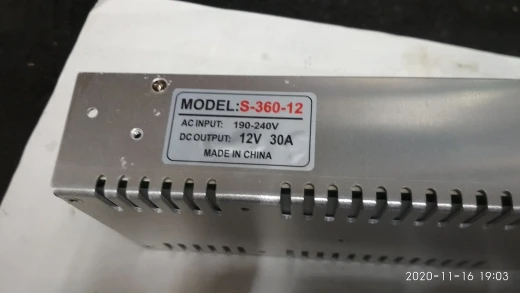 MODEL:S-360-12
AC INPUT: 190-240V
DC OUTPUT: 12V 30A
MADE IN CHINA
2020-11-16 19:03